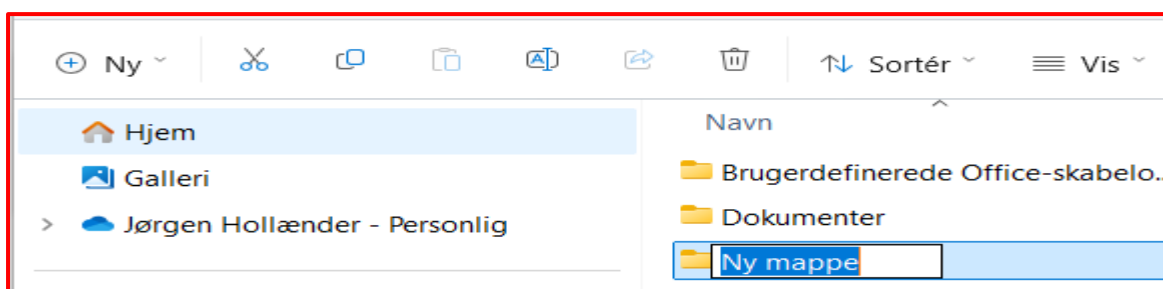 Ny
Sortér
Vis
Hjem
Galleri
Jørgen Hollænder - Personlig
Navn
Brugerdefinerede Office-skabelo..
Dokumenter
Ny mappe